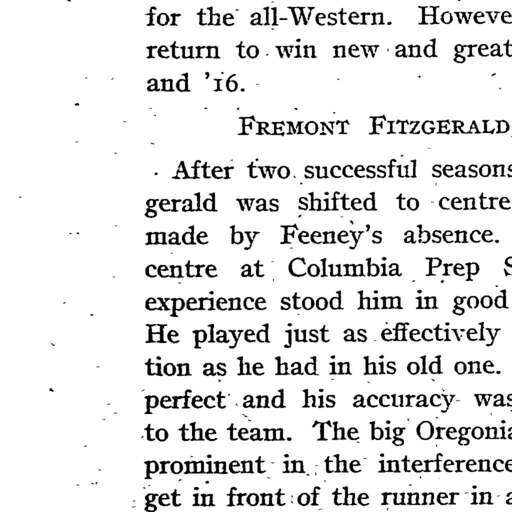 for the all-Western. Howeve
return to win new and great
and '16.
FREMONT FITZGERALD
After two successful seasons
gerald was shifted to centre
made by Feeney's absence.
centre at Columbia Prep S
experience stood him in good
He played just as effectively
tion as he had in his old one.
perfect and his accuracy was
to the team. The big Oregonia
prominent in the interference
get in front of the runner in a